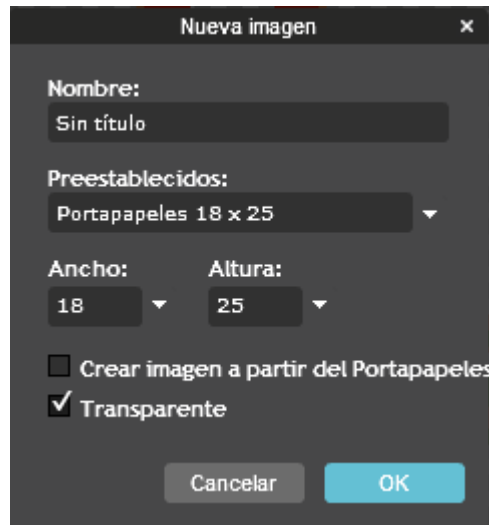 Nueva imagen
Nombre:
Sin título
Preestablecidos:
Portapapeles 18 x 25
Ancho: Altura:
18 25
Crear imagen a partir del Portapapeles
Transparente
Cancelar OK